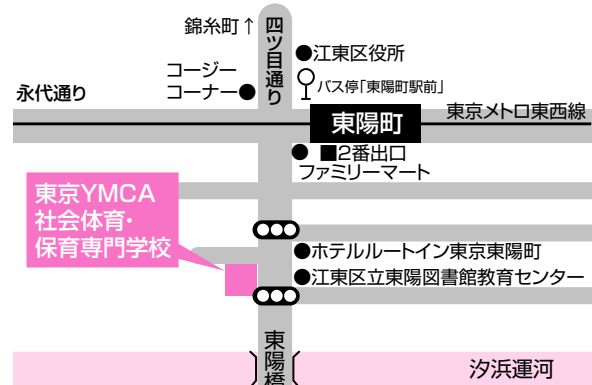 錦糸町↑
四ツ目通り
●江東区役所
コージー
コーナー●
バス停「東陽町駅前」
永代通り
東陽町
東京メトロ東西線
● ■2番出口
ファミリーマート
東京YMCA
社会体育・
保育専門学校
●ホテルルートイン東京東陽町
●江東区立東陽図書館教育センター
東陽橋
汐浜運河